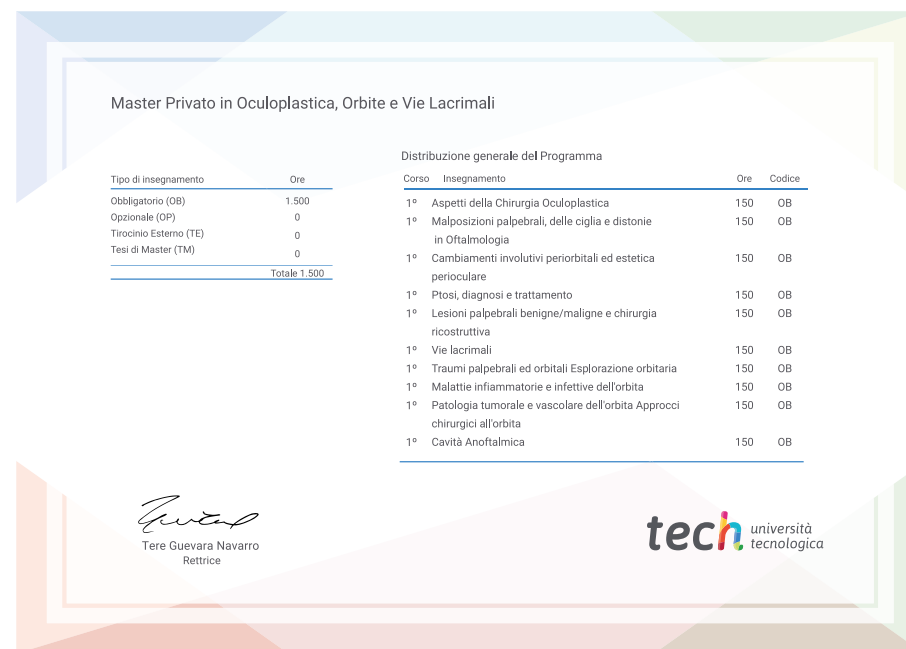 Master Privato in Oculoplastica, Orbite e Vie Lacrimali
Tipo di insegnamento Ore
Obbligatorio (OB) 1.500
Opzionale (OP) 0
Tirocinio Esterno (TE) 0
Tesi di Master (TM) 0
Totale 1.500
Distribuzione generale del Programma
Corso Insegnamento Ore Codice
1º Aspetti della Chirurgia Oculoplastica 150 OB
1º Malposizioni palpebrali, delle ciglia e distonie 150 OB
in Oftalmologia
1º Cambiamenti involutivi periorbitali ed estetica 150 OB
perioculare
1º Ptosi, diagnosi e trattamento 150 OB
1º Lesioni palpebrali benigne/maligne e chirurgia 150 OB
ricostruttiva
1º Vie lacrimali 150 OB
1º Traumi palpebrali ed orbitali Esplorazione orbitaria 150 OB
1º Malattie infiammatorie e infettive dell'orbita 150 OB
1º Patologia tumorale e vascolare dell'orbita Approcci 150 OB
chirurgici all'orbita
1º Cavità Anoftalmica 150 OB
Tere Guevara Navarro
Rettrice
tech università
tecnologica